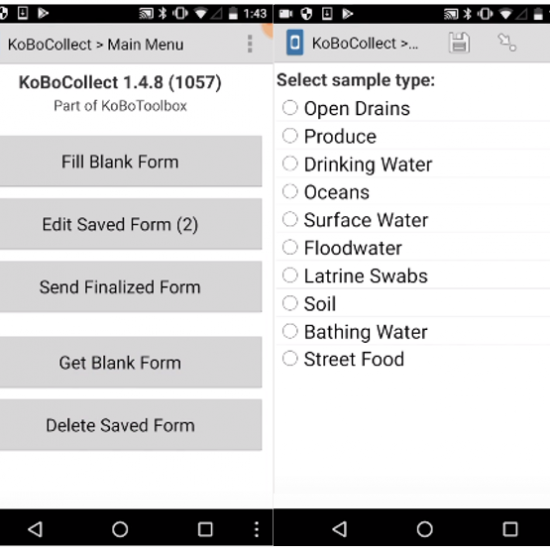 1:43
KoBoCollect > Main Menu
KoBoCollect 1.4.8 (1057)
Part of KoBoToolbox
Fill Blank Form
Edit Saved Form (2)
Send Finalized Form
Get Blank Form
Delete Saved Form
KoBoCollect >...
Select sample type:
Open Drains
Produce
Drinking Water
Oceans
Surface Water
Floodwater
Latrine Swabs
Soil
Bathing Water
Street Food